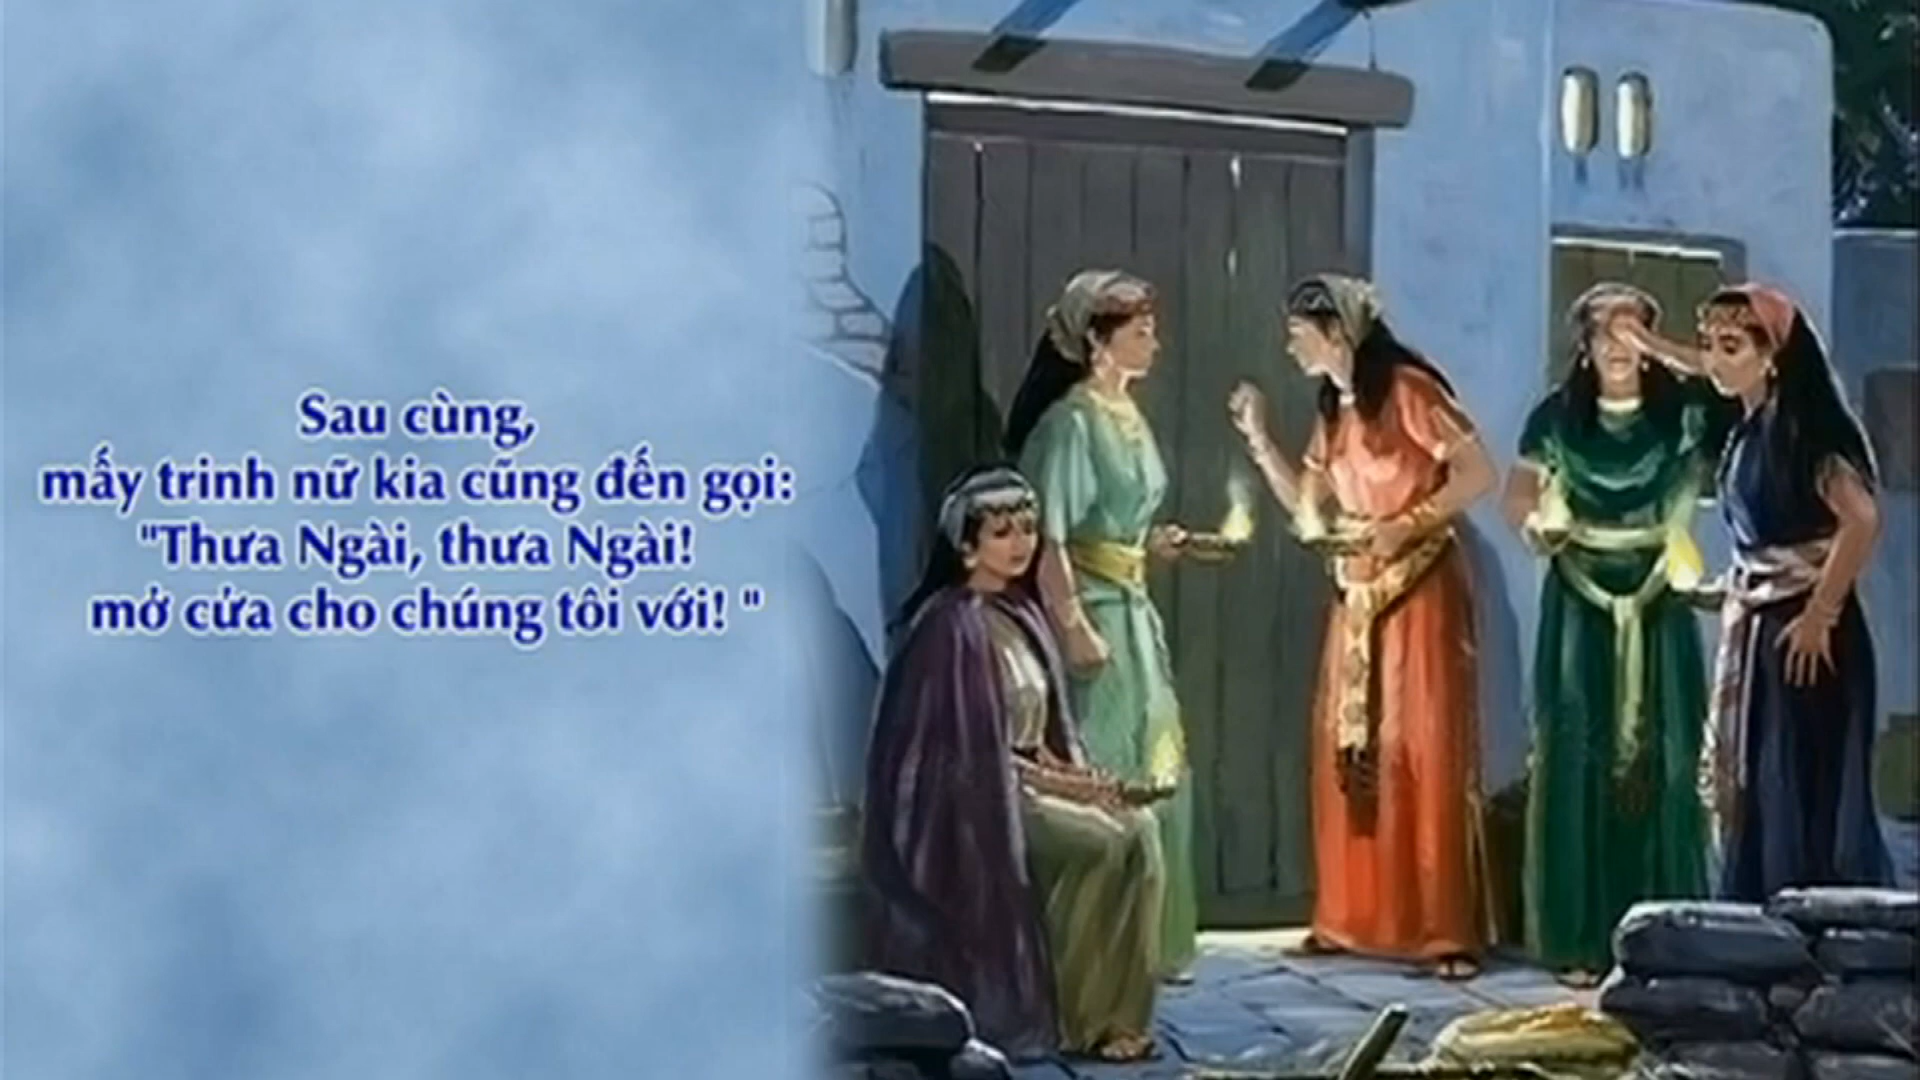 Sau cùng,
mấy trinh nữ kia cũng đến gọi:
"Thưa Ngài, thưa Ngài!
mở cửa cho chúng tôi với! "